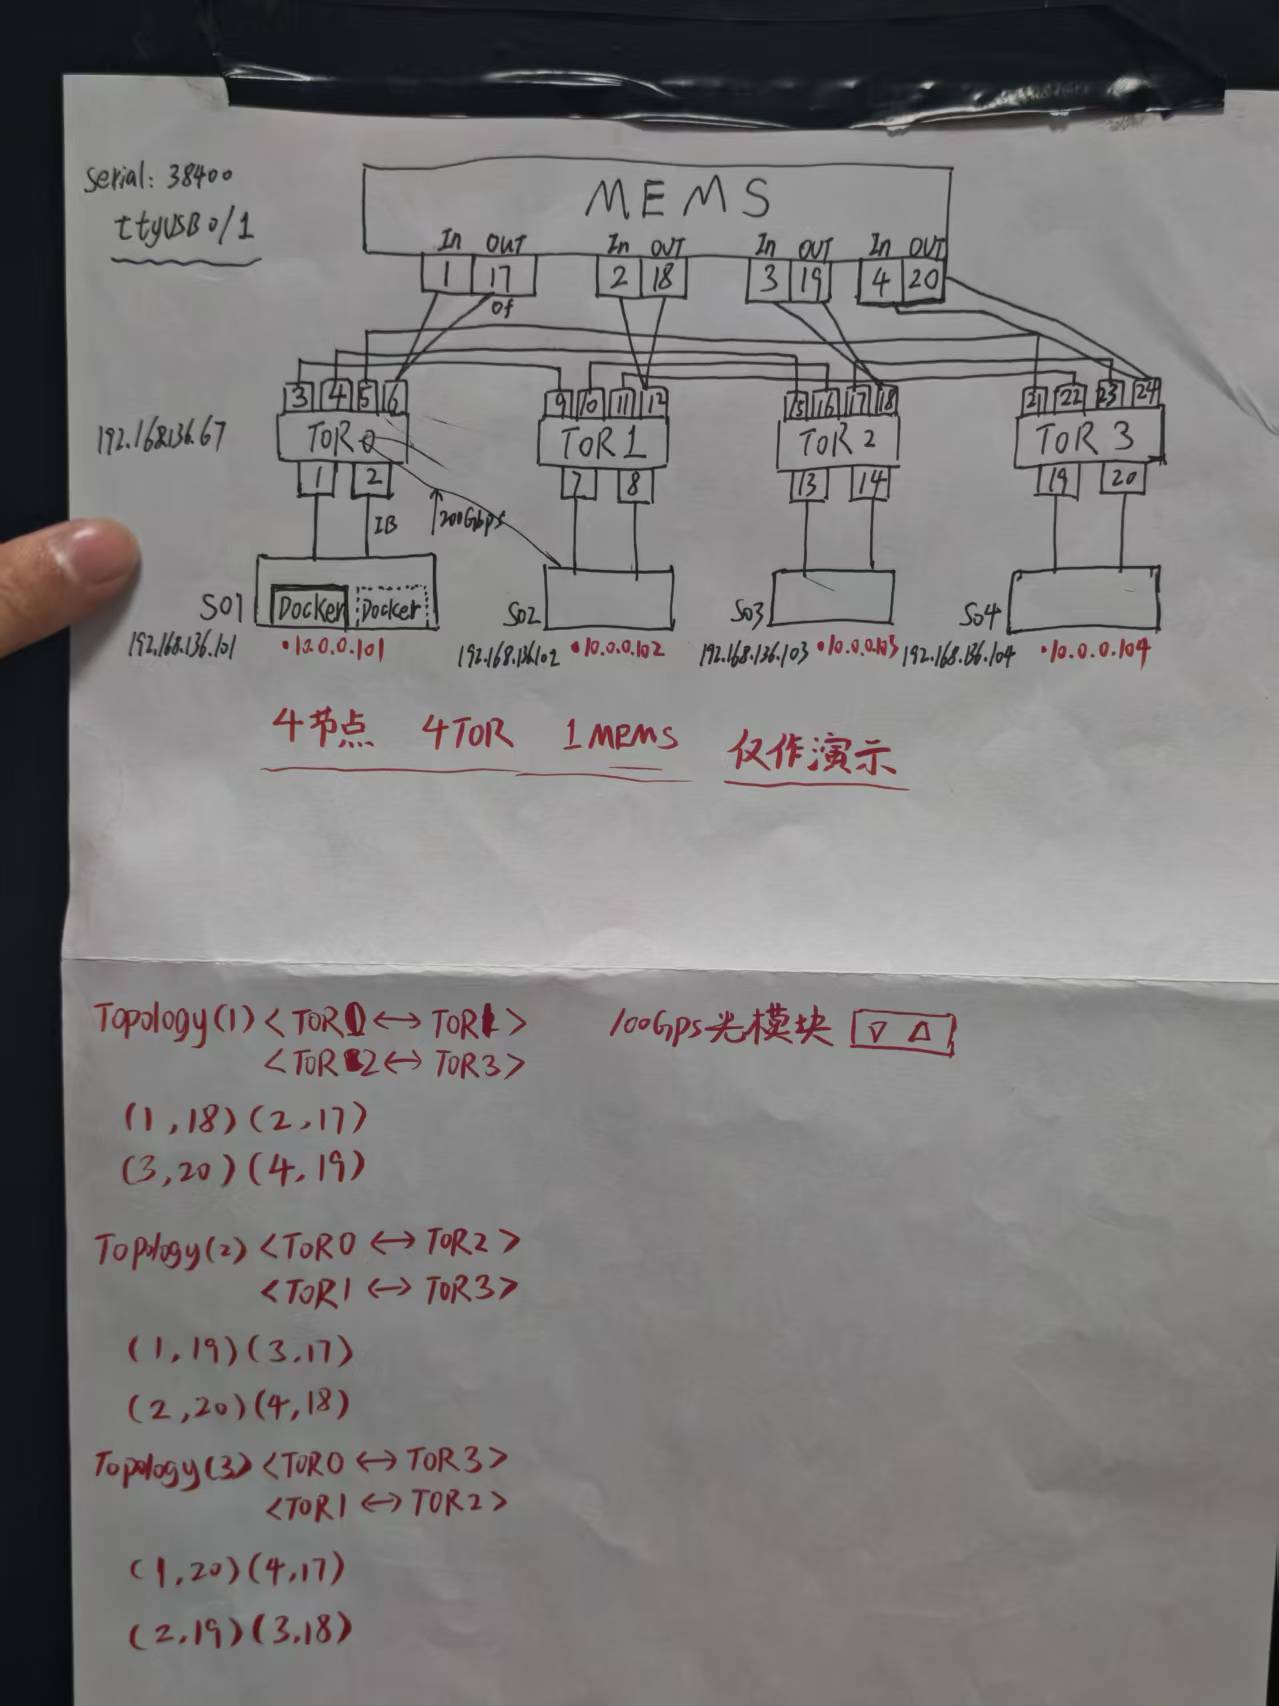 Serial: 38400
ttyUSB0/1
MEMS
In OUT In OUT In OUT In OUT
1 17 2 18 3 19 4 20
of
3 4 5 6 9 10 11 12 15 16 17 18 21 22 23 24
192.168.136.67
TOR 0 TOR 1 TOR 2 TOR 3
1 2 7 8 13 14 19 20
IB 200Gbps
S01 Docker Docker S02 S03 S04
192.168.136.101 ·10.0.0.101 192.168.136.102 ·10.0.0.102 192.168.136.103 ·10.0.0.103 192.168.136.104 ·10.0.0.104
4节点 4TOR 1MEMS 仅作演示
Topology(1) <TOR0 ↔ TOR1> 100Gps光模块 ▽ △
<TOR2 ↔ TOR3>
(1,18)(2,17)
(3,20)(4,19)
Topology(2) <TOR0 ↔ TOR2>
<TOR1 ↔ TOR3>
(1,19)(3,17)
(2,20)(4,18)
Topology(3) <TOR0 ↔ TOR3>
<TOR1 ↔ TOR2>
(1,20)(4,17)
(2,19)(3,18)